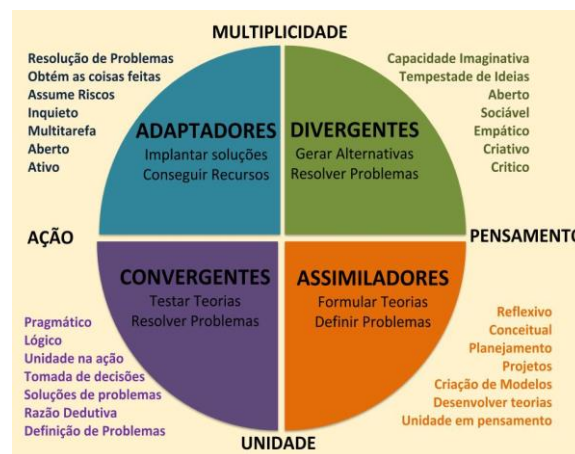 MULTIPLICIDADE
Resolução de Problemas
Obtém as coisas feitas
Assume Riscos
Inquieto
Multitarefa
Aberto
Ativo
ADAPTADORES
Implantar soluções
Conseguir Recursos
DIVERGENTES
Gerar Alternativas
Resolver Problemas
Capacidade Imaginativa
Tempestade de Ideias
Aberto
Sociável
Empático
Criativo
Critico
AÇÃO
PENSAMENTO
Pragmático
Lógico
Unidade na ação
Tomada de decisões
Soluções de problemas
Razão Dedutiva
Definição de Problemas
CONVERGENTES
Testar Teorias
Resolver Problemas
ASSIMILADORES
Formular Teorias
Definir Problemas
Reflexivo
Conceitual
Planejamento
Projetos
Criação de Modelos
Desenvolver teorias
Unidade em pensamento
UNIDADE